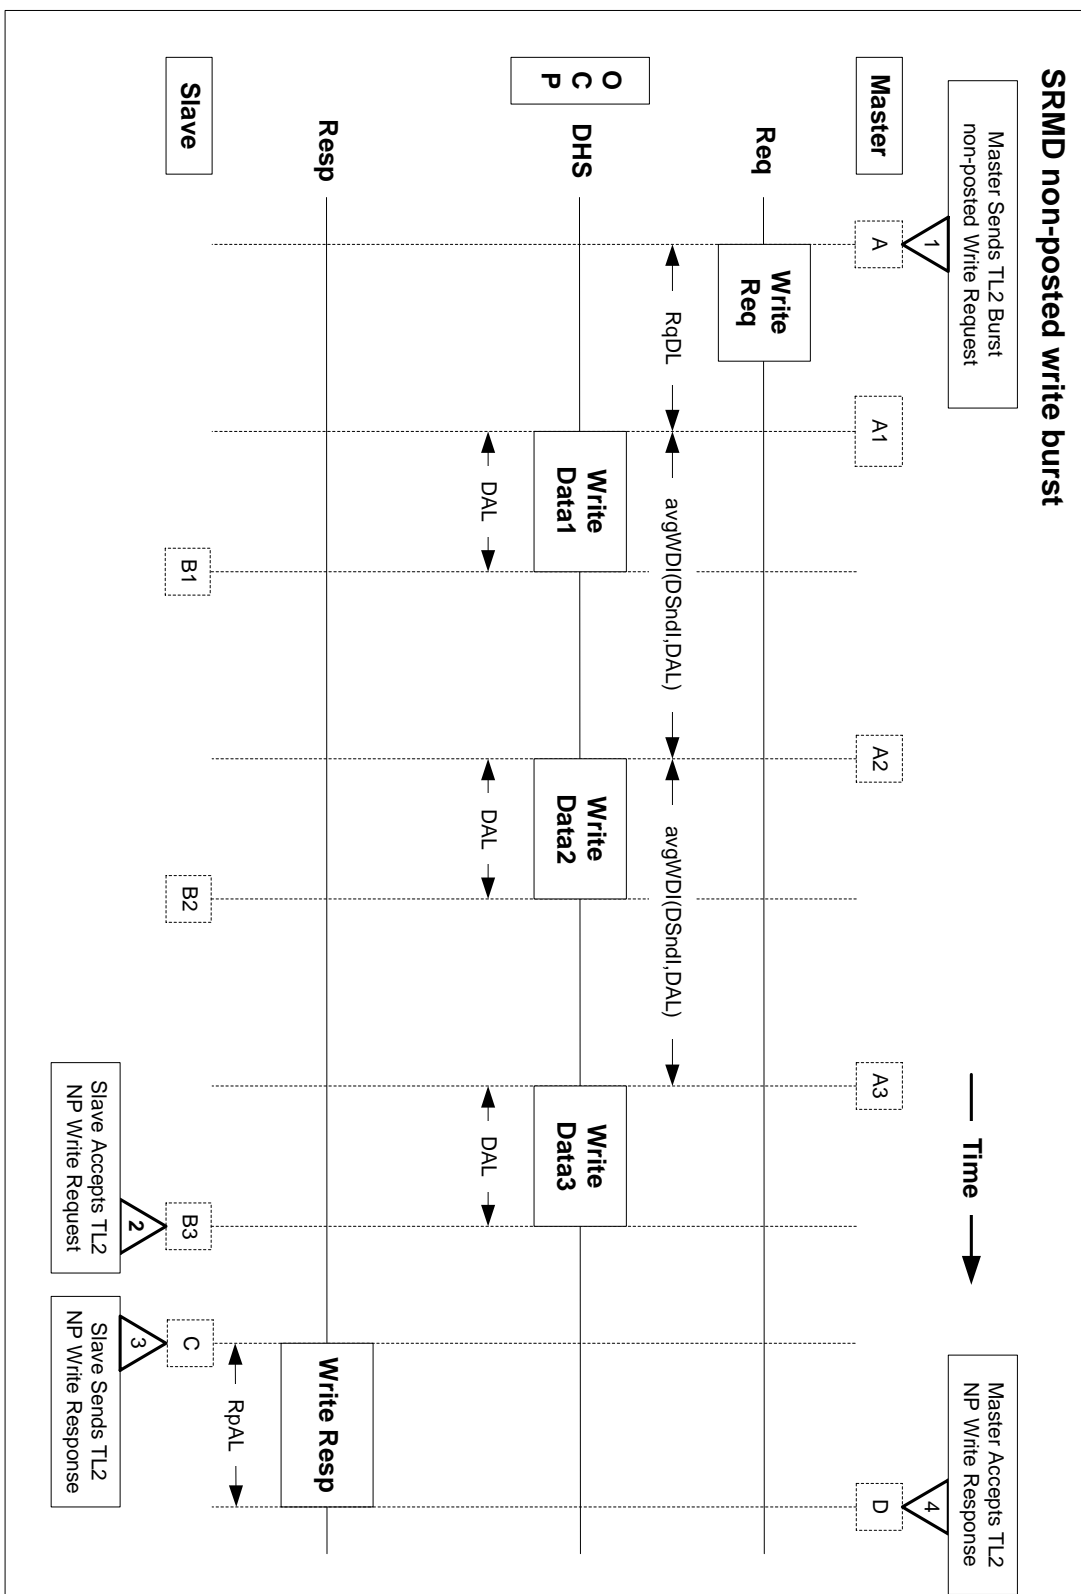 SRMD non-posted write burst
Master Sends TL2 Burst
non-posted Write Request
1
Time
Master Accepts TL2
NP Write Response
4
Master
A
A1
A2
A3
D
Req
Write
Req
RqDL
avgWDI(DSndI,DAL)
avgWDI(DSndI,DAL)
O
C
P
DHS
Write
Data1
Write
Data2
Write
Data3
DAL
DAL
DAL
Resp
Write Resp
RpAL
Slave
B1
B2
B3
C
2
3
Slave Accepts TL2
NP Write Request
Slave Sends TL2
NP Write Response